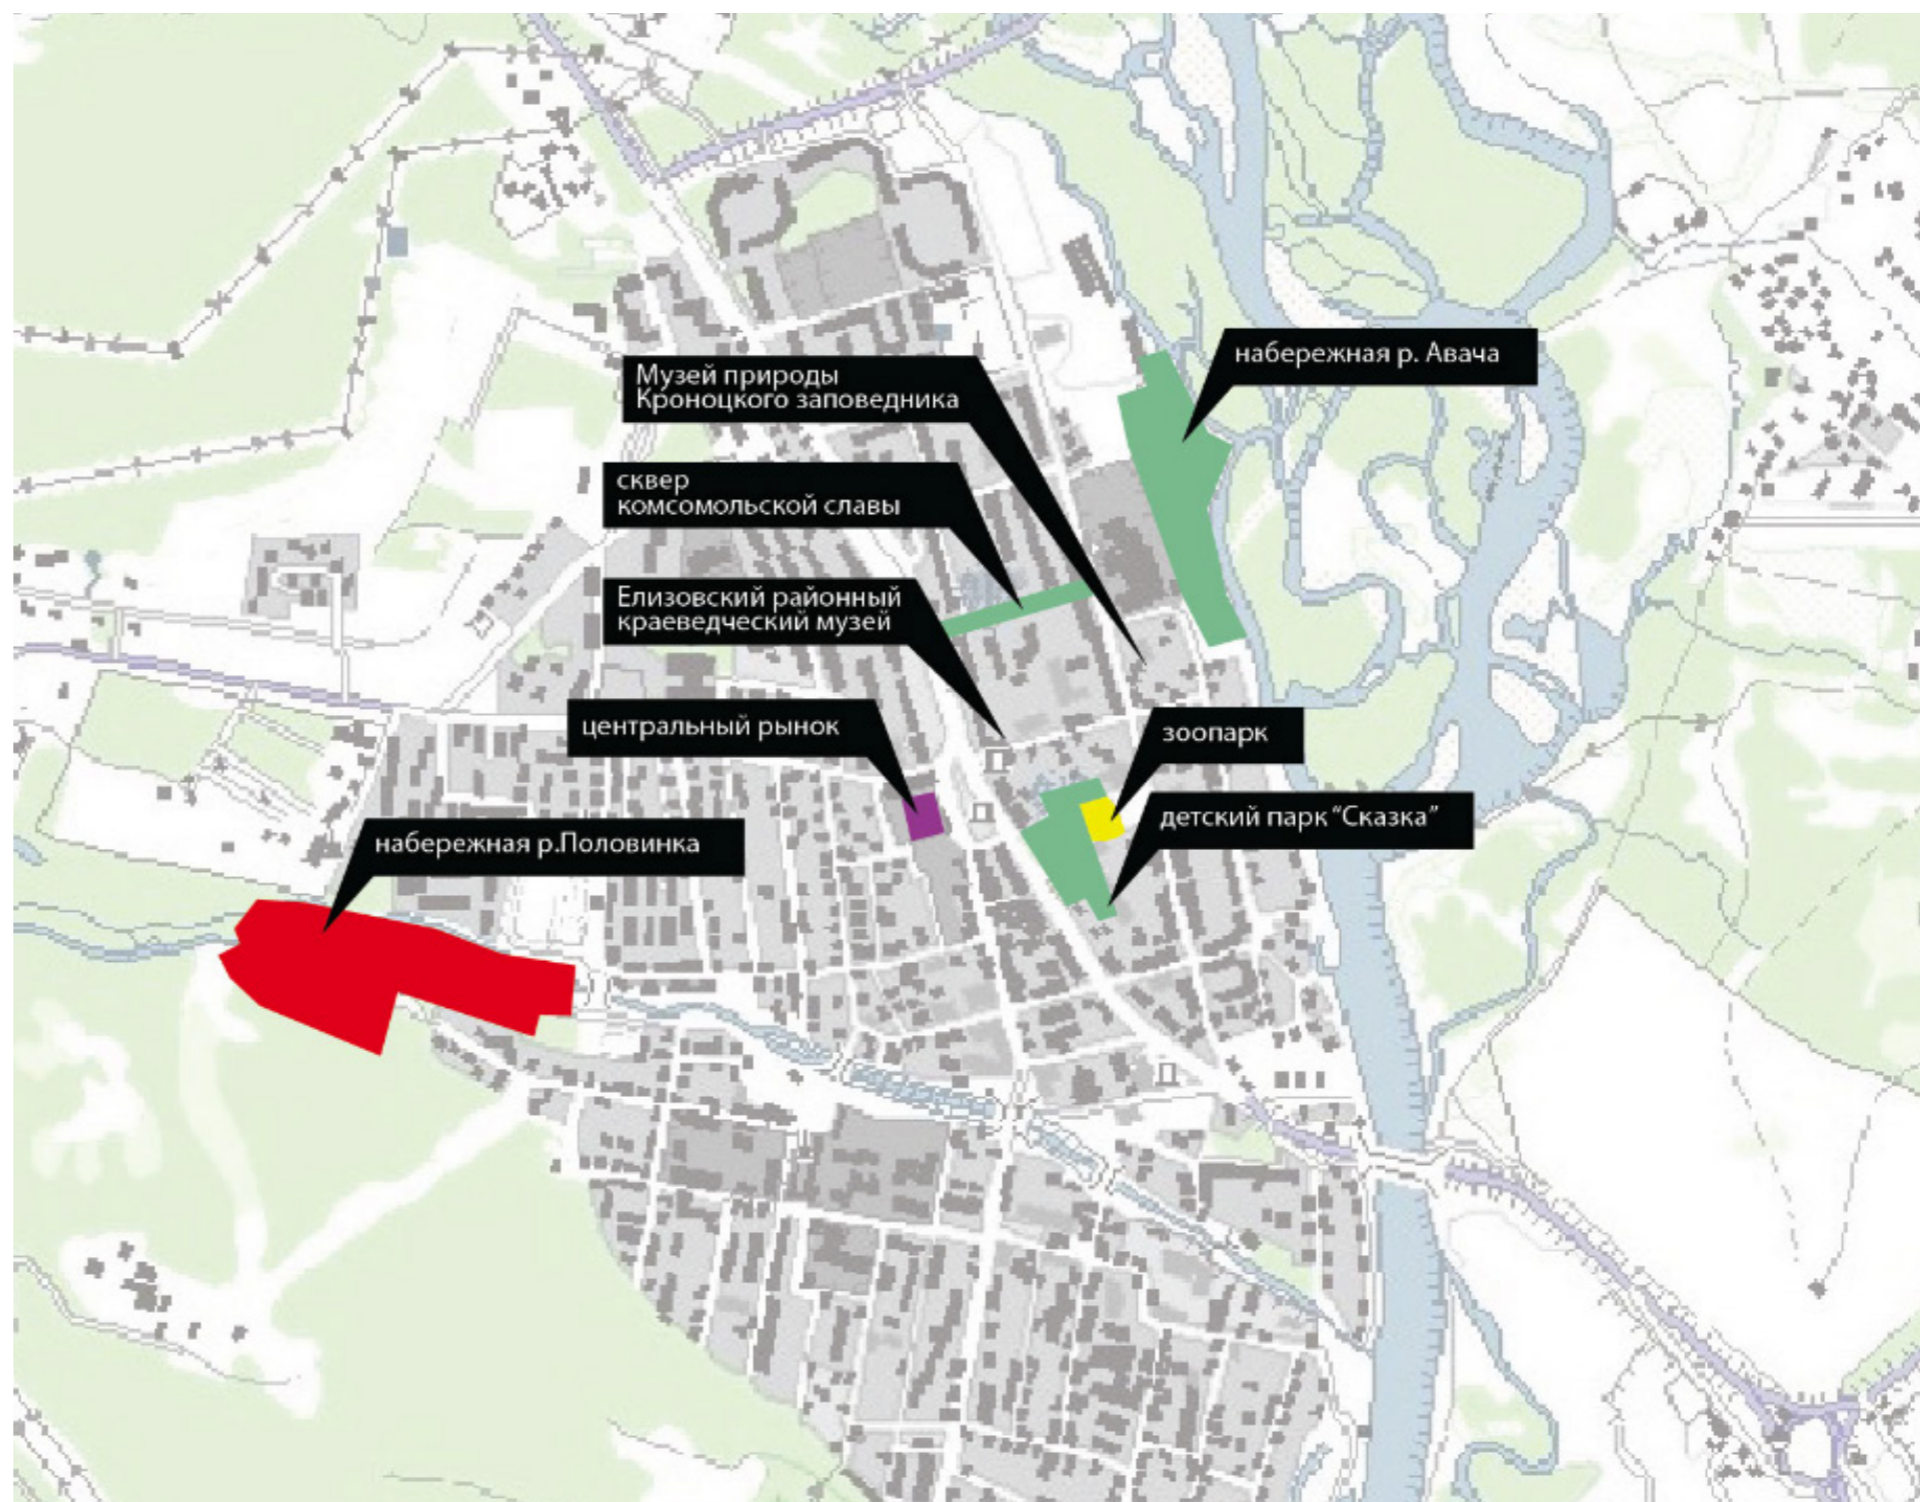 набережная р. Авача
Музей природы
Кроноцкого заповедника
сквер
комсомольской славы
Елизовский районный
краеведческий музей
центральный рынок
зоопарк
детский парк "Сказка"
набережная р.Половинка